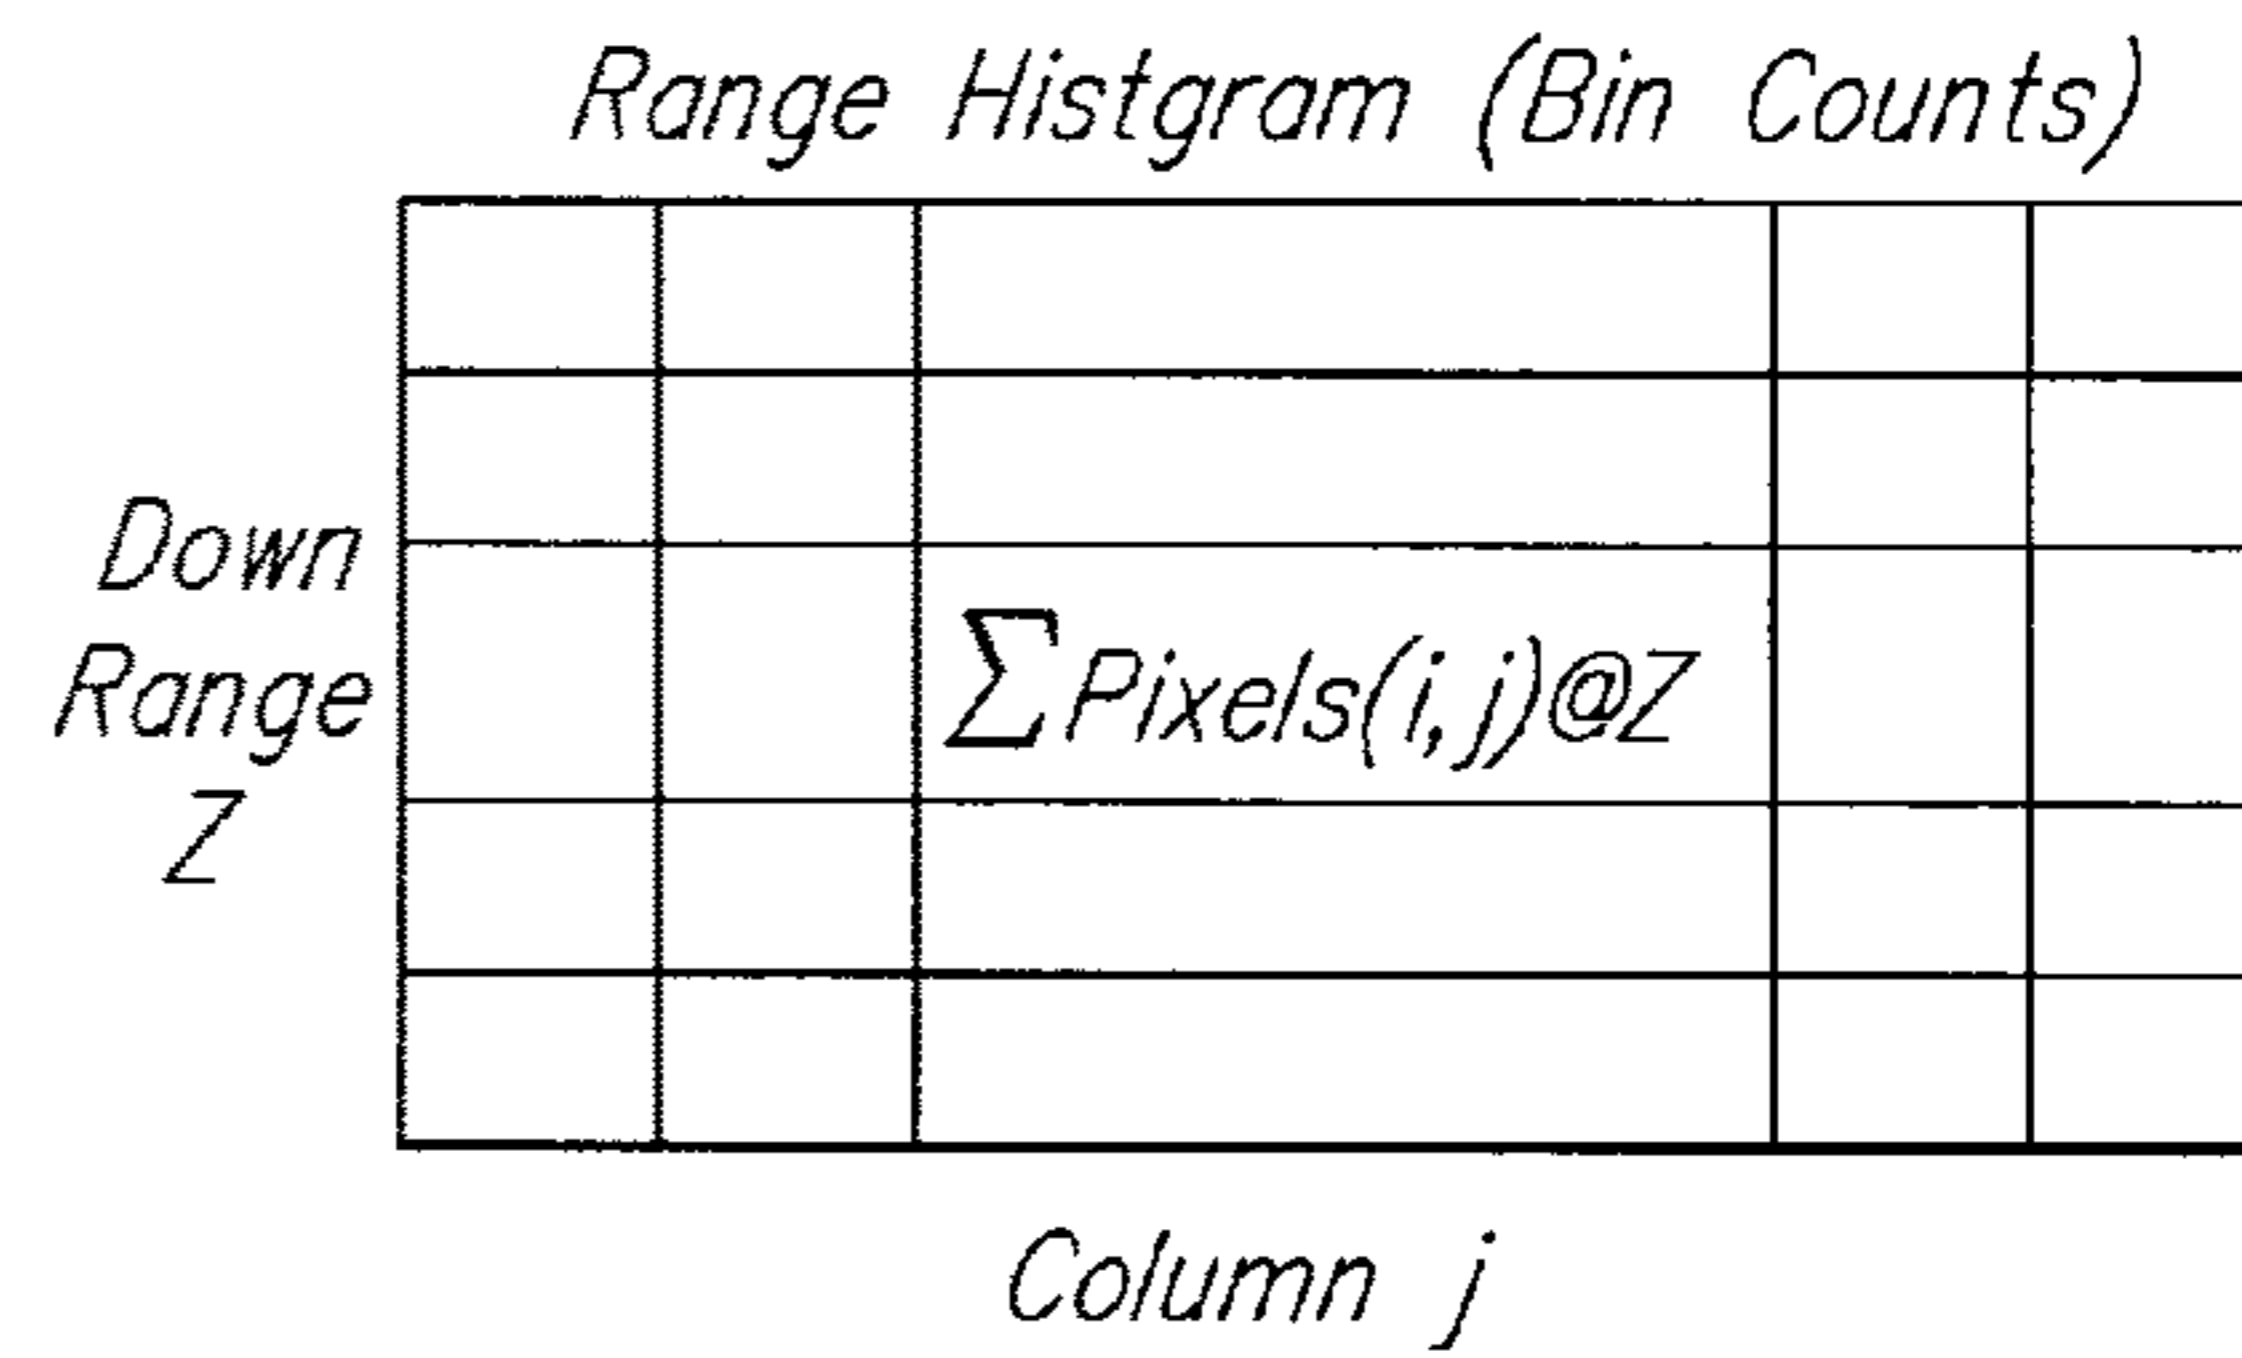 Range Histgram (Bin Counts)
Down
Range
Z
∑Pixels(i,j)@Z
Column j